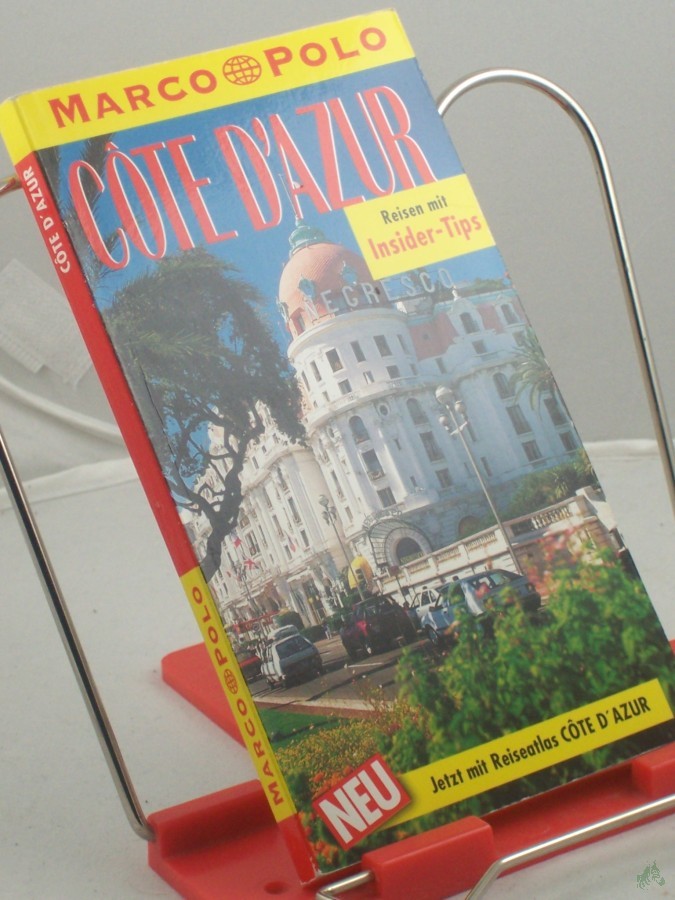 MARCO POLO
CÔTE D'AZUR
Reisen mit
Insider-Tips
NEGRESCO
NEU
Jetzt mit Reiseatlas CÔTE D'AZUR
CÔTE D'AZUR
MARCO POLO